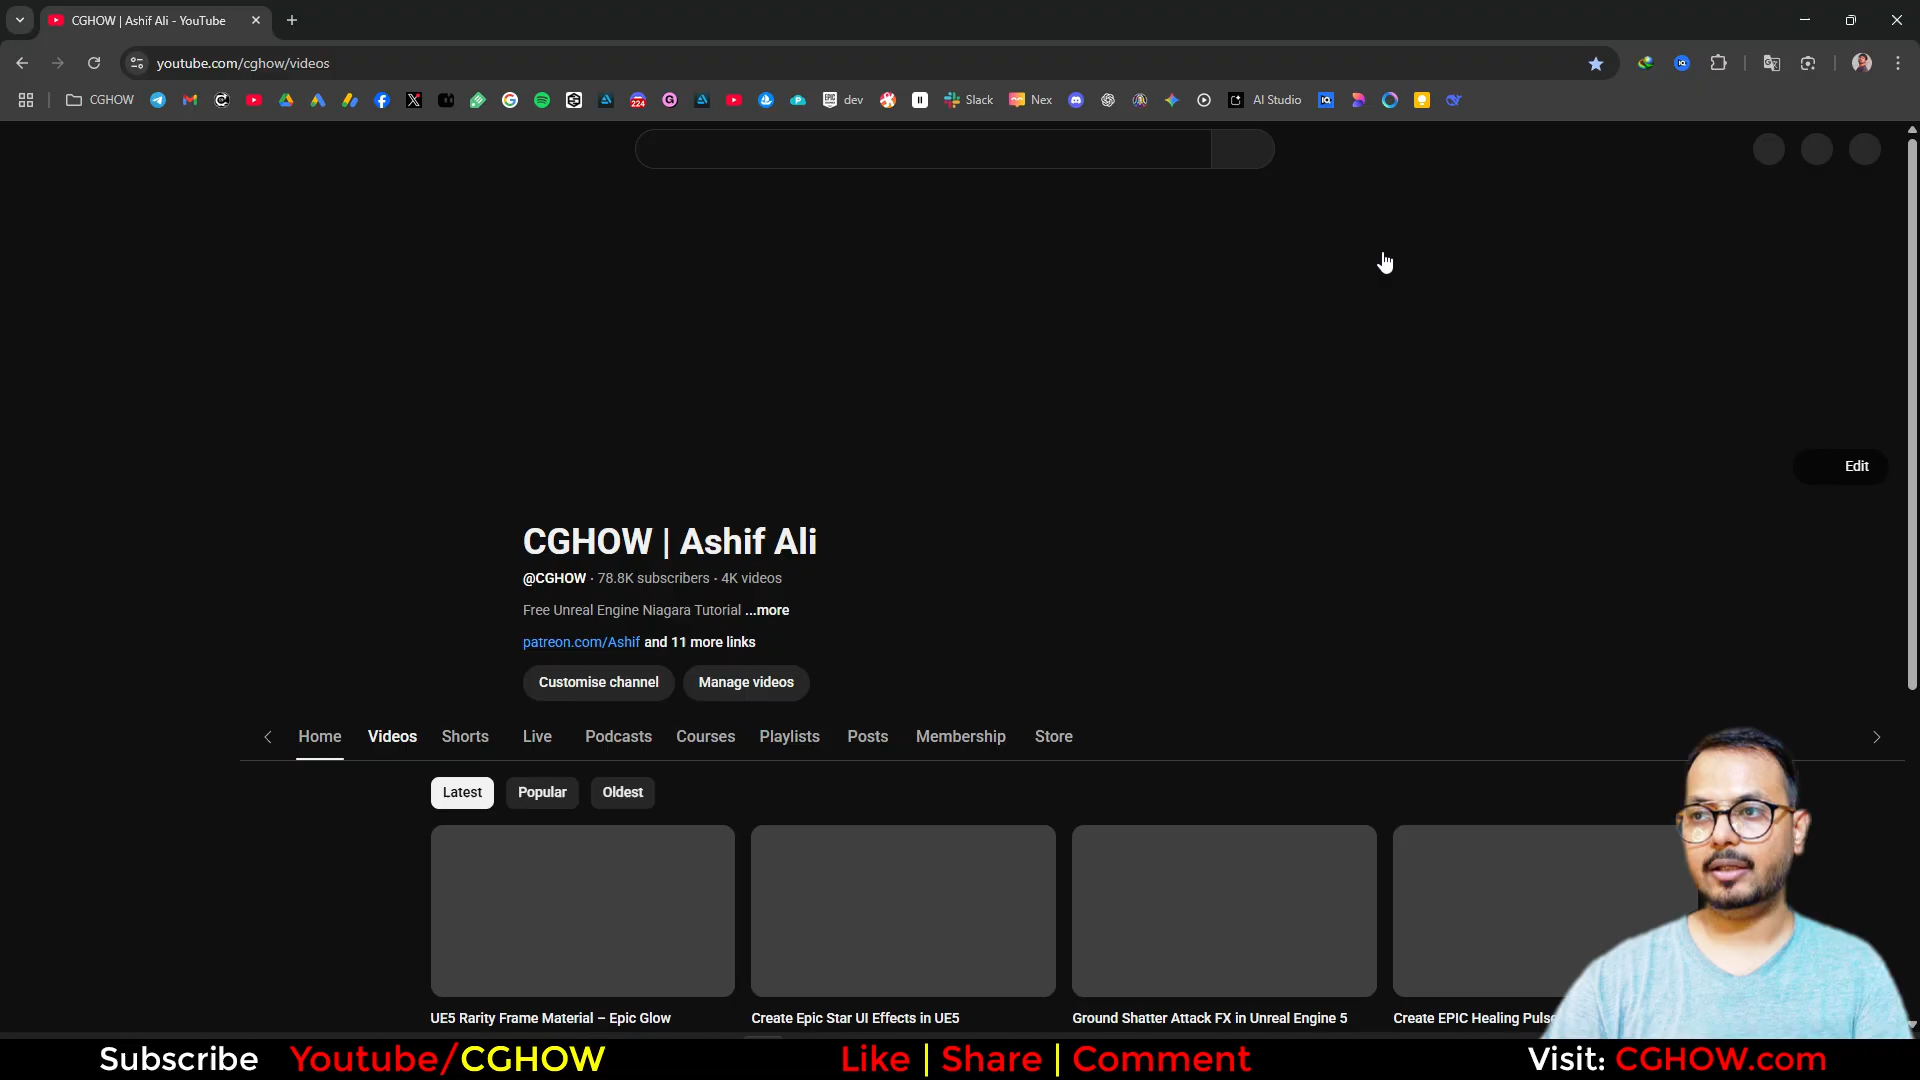 CGHOW | Ashif Ali - YouTube
youtube.com/cghow/videos
CGHOW
224
dev
Slack
Nex
AI Studio
Edit
CGHOW | Ashif Ali
@CGHOW · 78.8K subscribers · 4K videos
Free Unreal Engine Niagara Tutorial ...more
patreon.com/Ashif and 11 more links
Customise channel
Manage videos
Home
Videos
Shorts
Live
Podcasts
Courses
Playlists
Posts
Membership
Store
Latest
Popular
Oldest
UE5 Rarity Frame Material – Epic Glow
Create Epic Star UI Effects in UE5
Ground Shatter Attack FX in Unreal Engine 5
Create EPIC Healing Pulse
Subscribe Youtube/CGHOW
Like | Share | Comment
Visit: CGHOW.com